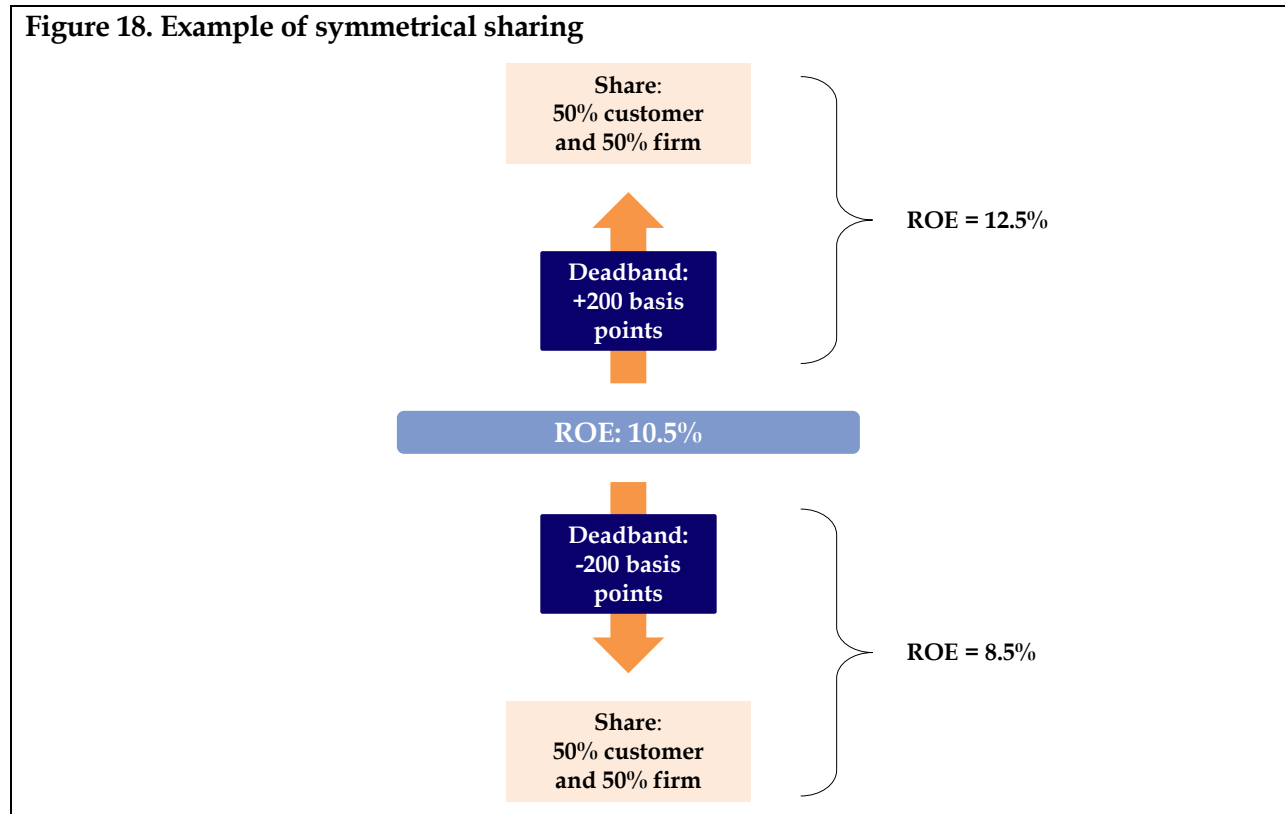 Figure 18. Example of symmetrical sharing
Share:
50% customer
and 50% firm
ROE = 12.5%
Deadband:
+200 basis
points
ROE: 10.5%
Deadband:
-200 basis
points
ROE = 8.5%
Share:
50% customer
and 50% firm